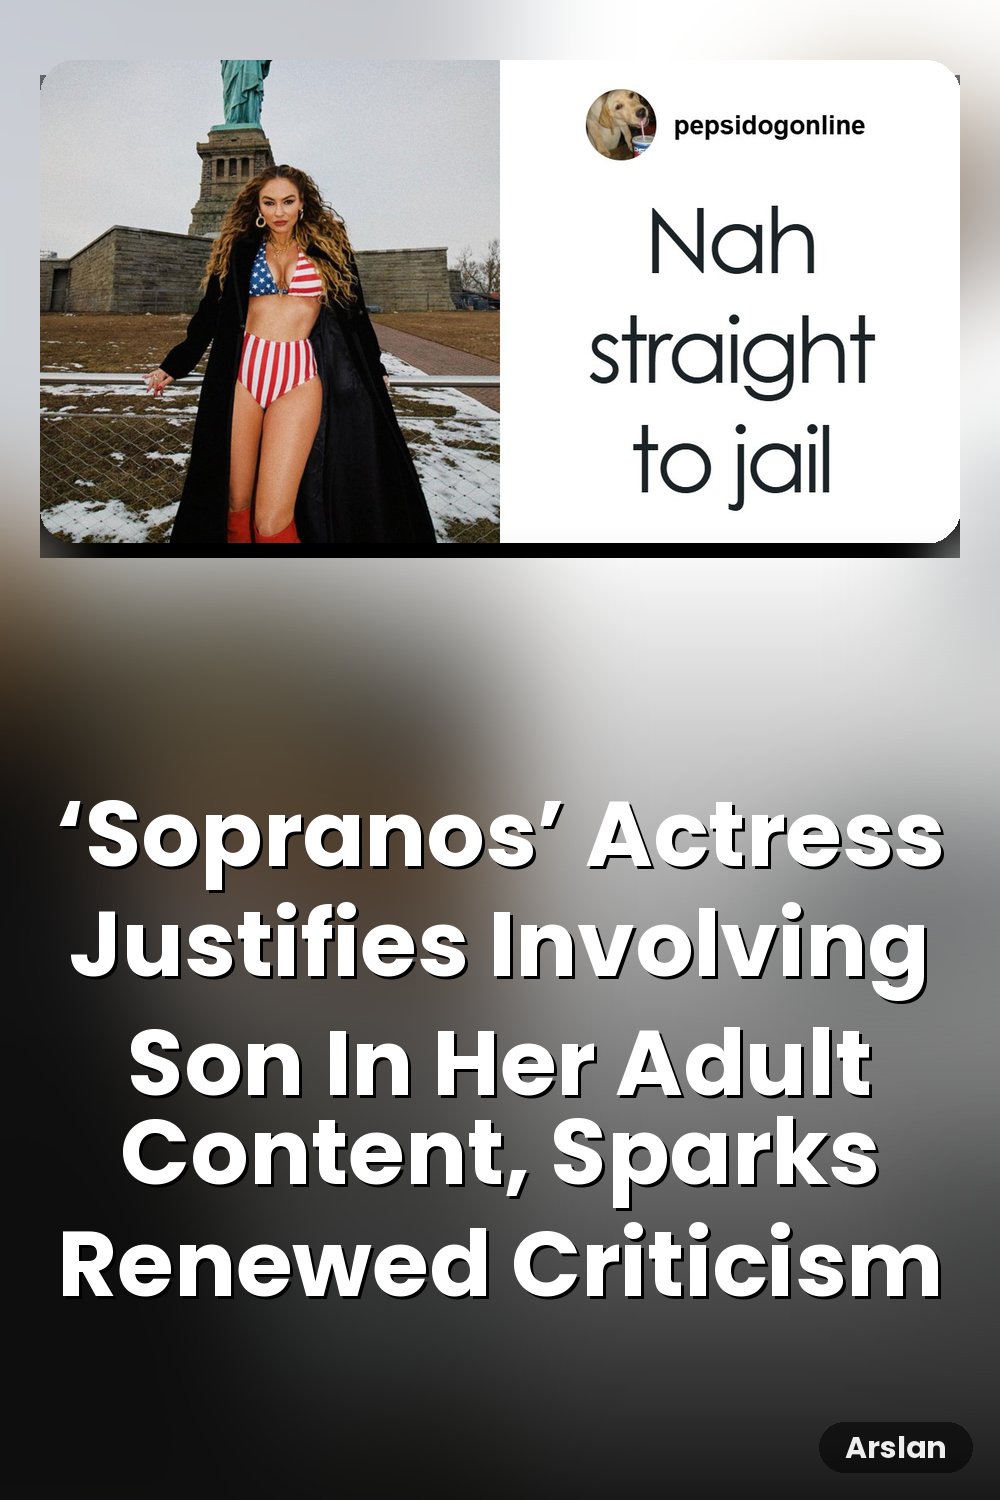 pepsidogonline
Nah
straight
to jail
‘Sopranos’ Actress
Justifies Involving
Son In Her Adult
Content, Sparks
Renewed Criticism
Arslan